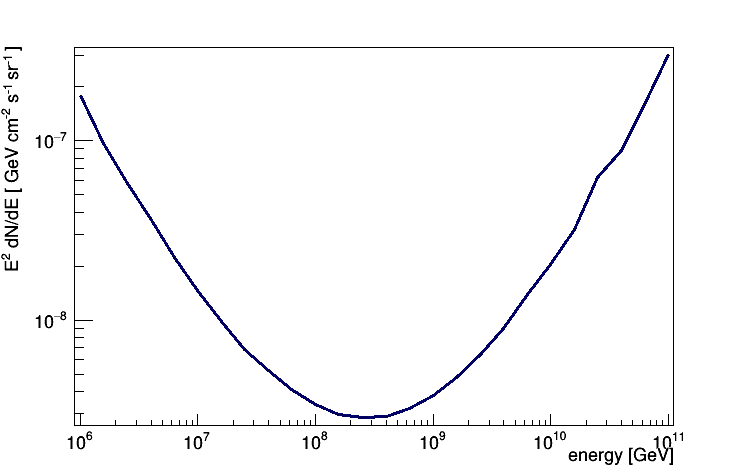 E² dN/dE [ GeV cm⁻² s⁻¹ sr⁻¹ ]
10⁻⁷
10⁻⁸
10⁶ 10⁷ 10⁸ 10⁹ 10¹⁰ 10¹¹
energy [GeV]